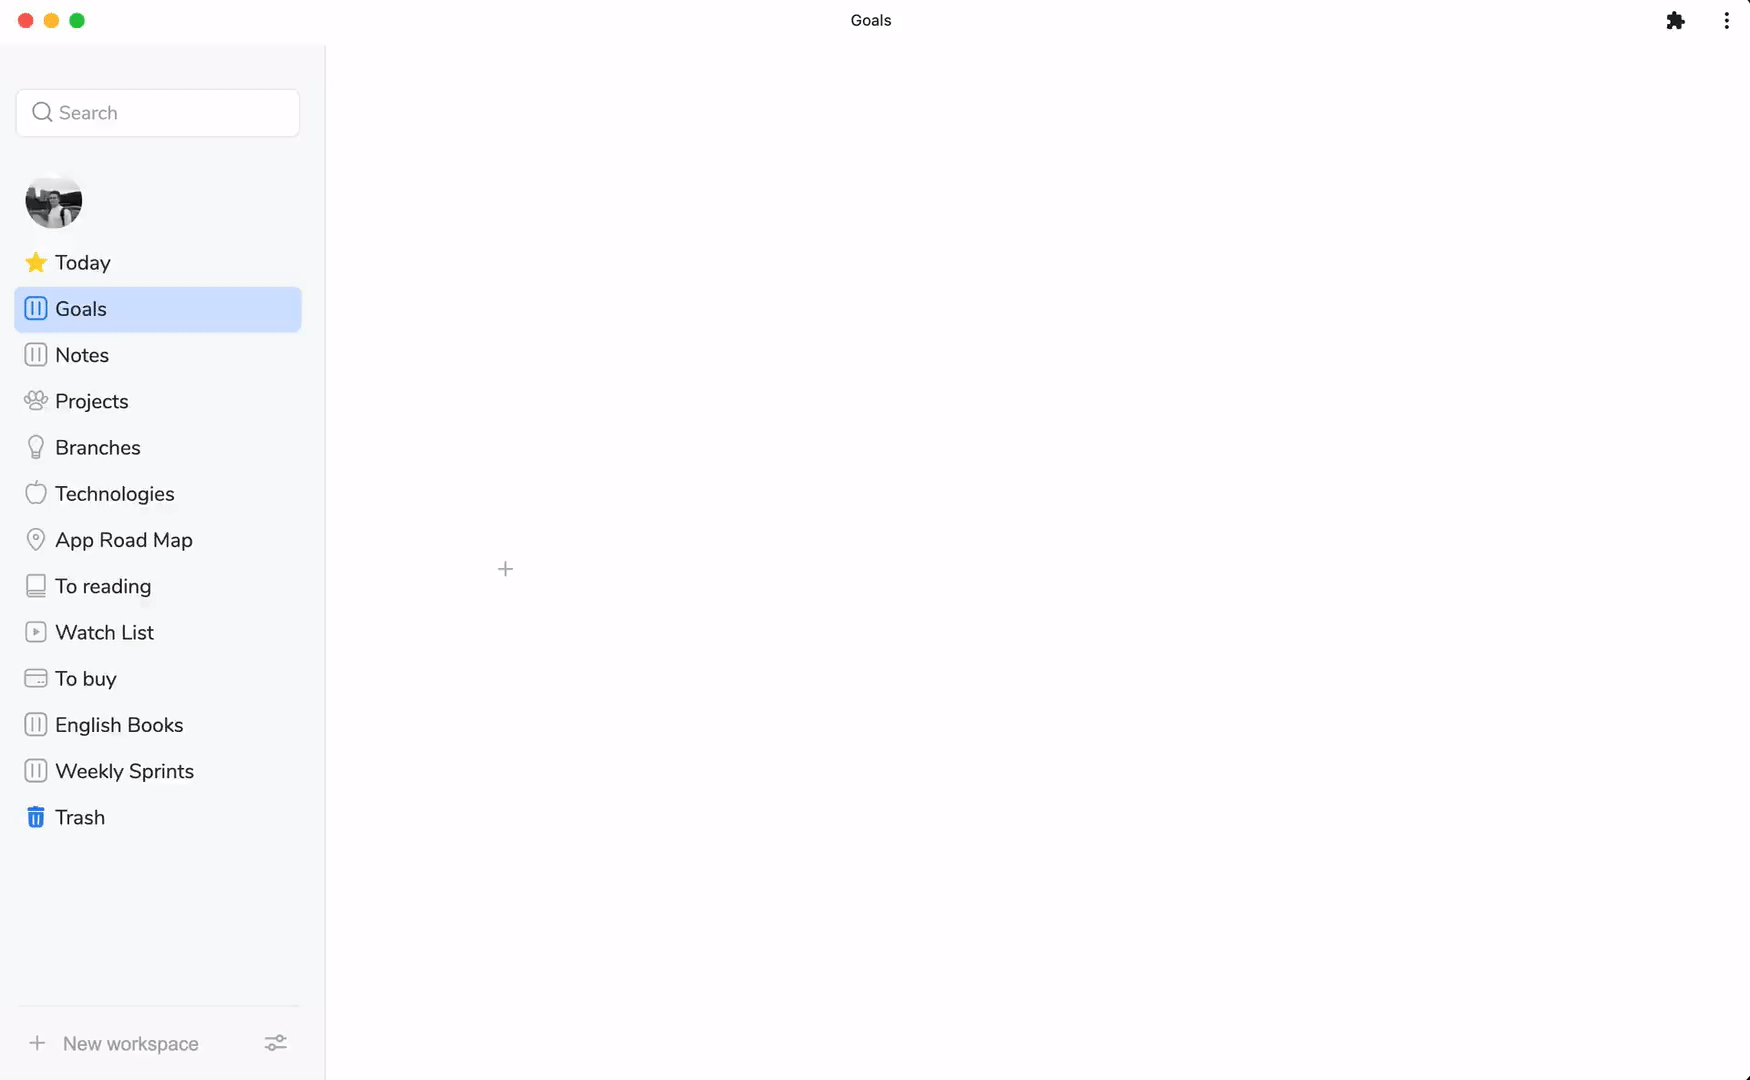 Goals
Search
Today
Goals
Notes
Projects
Branches
Technologies
App Road Map
To reading
Watch List
To buy
English Books
Weekly Sprints
Trash
New workspace